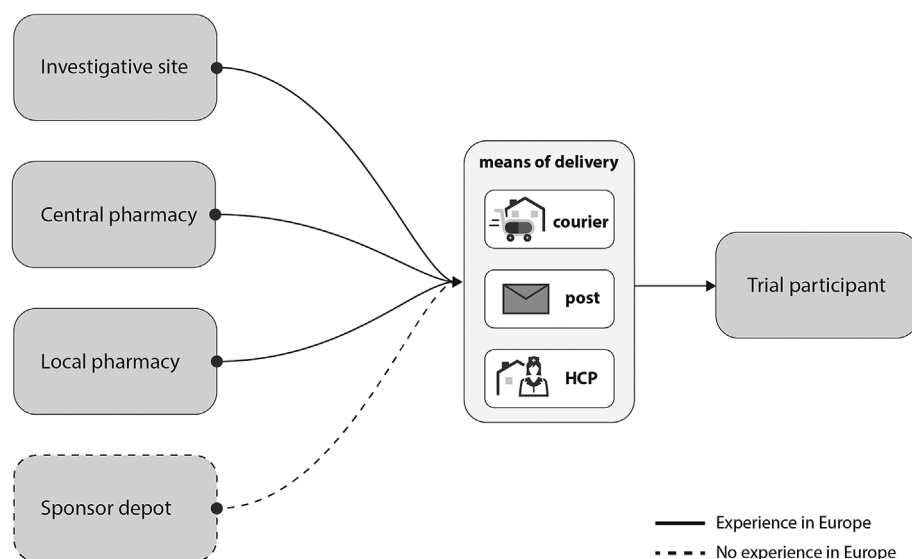 Investigative site
Central pharmacy
Local pharmacy
Sponsor depot
means of delivery
courier
post
HCP
Trial participant
Experience in Europe
No experience in Europe